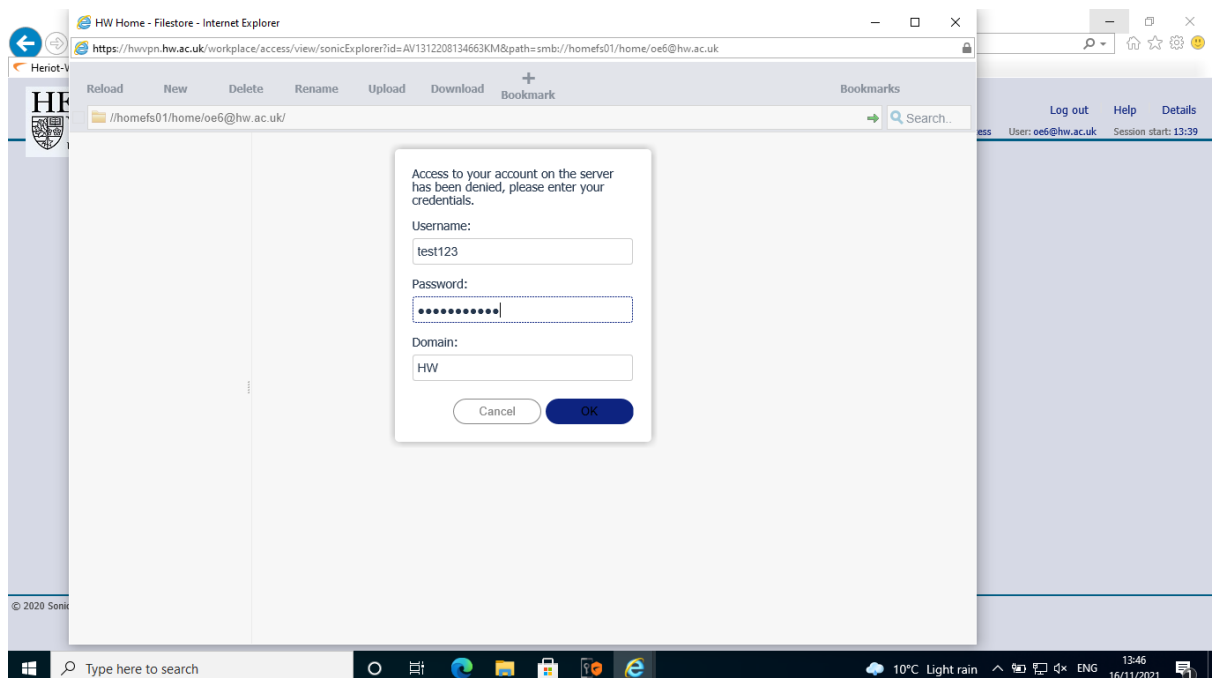 HW Home - Filestore - Internet Explorer
https://hwvpn.hw.ac.uk/workplace/access/view/sonicExplorer?id=AV1312208134663KM&path=smb://homefs01/home/oe6@hw.ac.uk
Heriot-W
Reload New Delete Rename Upload Download + Bookmark Bookmarks
//homefs01/home/oe6@hw.ac.uk/ Search..
HE
Log out Help Details
ess User: oe6@hw.ac.uk Session start: 13:39
Access to your account on the server
has been denied, please enter your
credentials.
Username:
test123
Password:
•••••••••••
Domain:
HW
Cancel OK
© 2020 Sonic
Type here to search
10°C Light rain ENG 13:46
16/11/2021